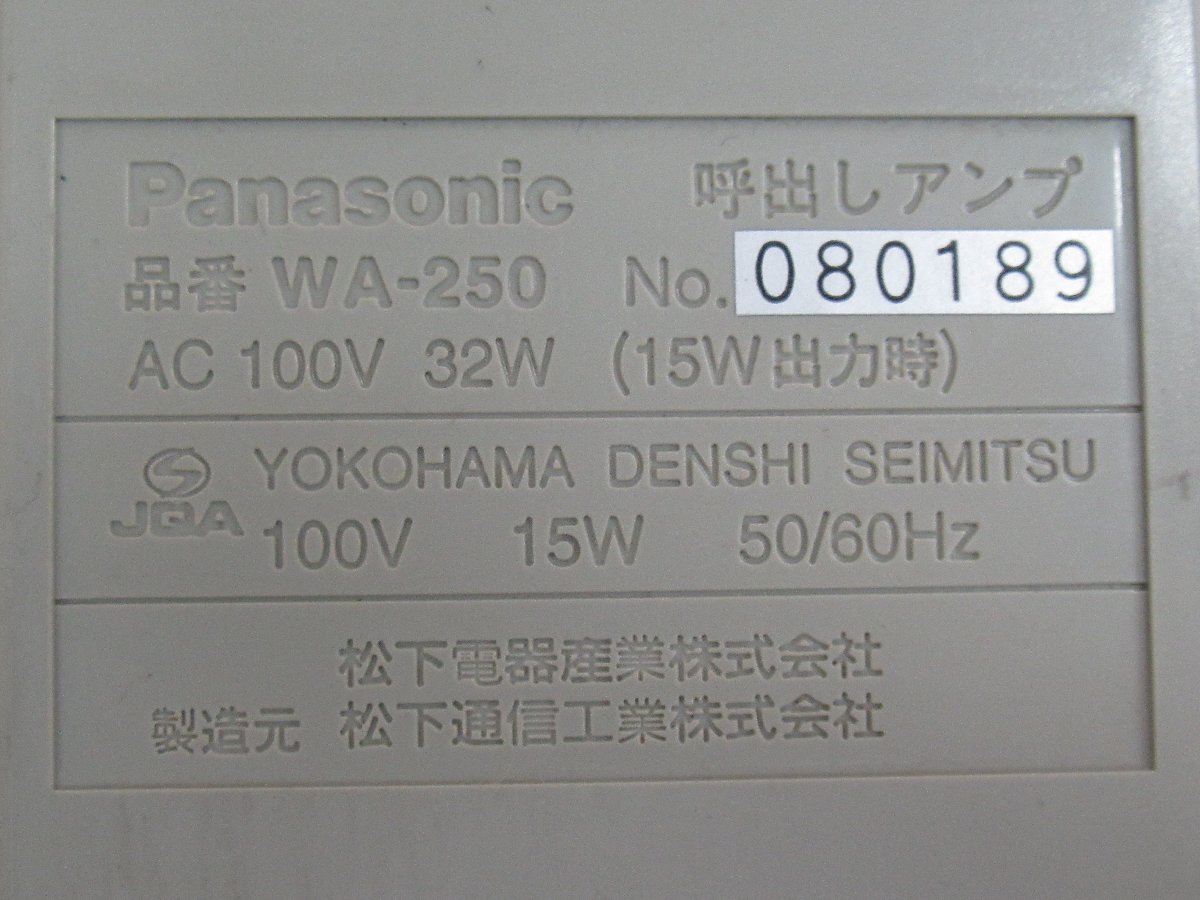 Panasonic 呼出しアンプ
品番 WA-250 No. 080189
AC 100V 32W (15W出力時)
JQA YOKOHAMA DENSHI SEIMITSU
100V 15W 50/60Hz
松下電器産業株式会社
製造元 松下通信工業株式会社